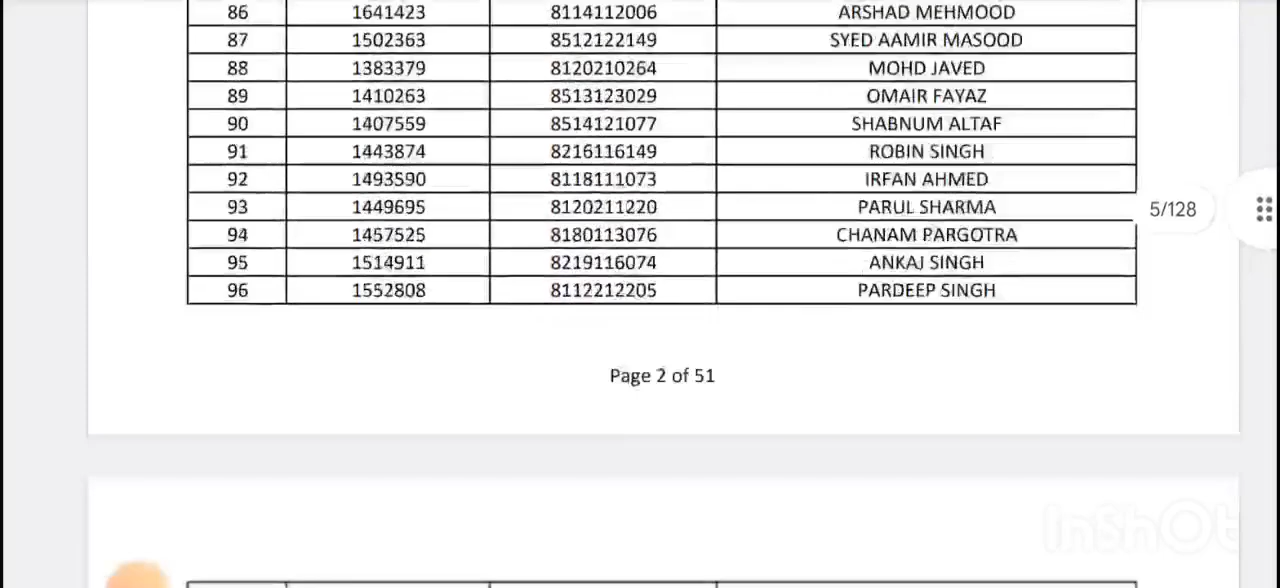 86 1641423 8114112006 ARSHAD MEHMOOD
87 1502363 8512122149 SYED AAMIR MASOOD
88 1383379 8120210264 MOHD JAVED
89 1410263 8513123029 OMAIR FAYAZ
90 1407559 8514121077 SHABNUM ALTAF
91 1443874 8216116149 ROBIN SINGH
92 1493590 8118111073 IRFAN AHMED
93 1449695 8120211220 PARUL SHARMA
5/128
94 1457525 8180113076 CHANAM PARGOTRA
95 1514911 8219116074 ANKAJ SINGH
96 1552808 8112212205 PARDEEP SINGH
Page 2 of 51
InShOt